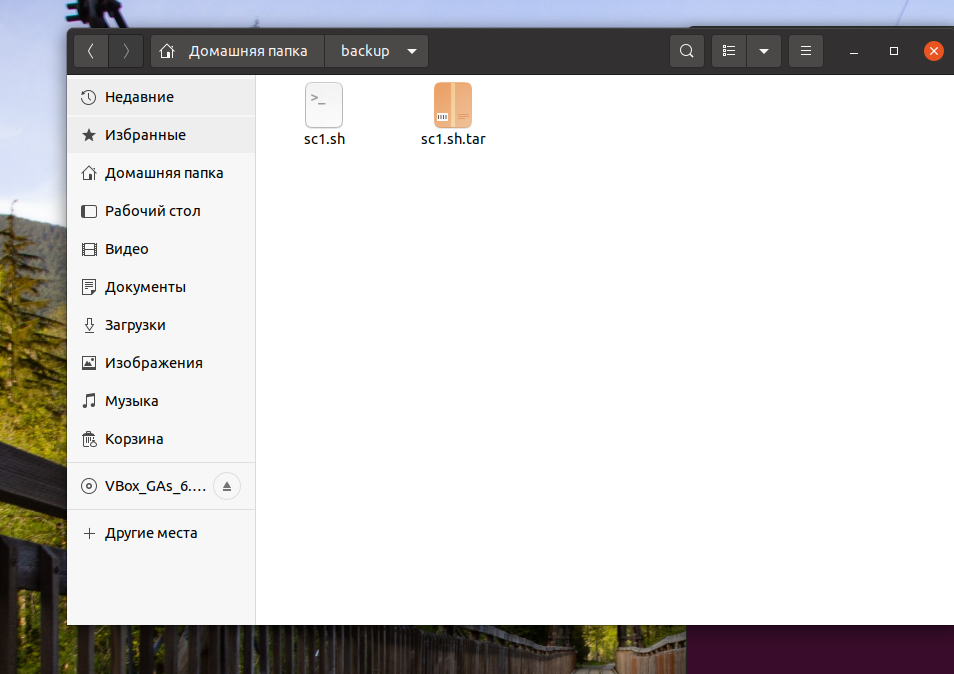 Домашняя папка backup
Недавние
Избранные
Домашняя папка
Рабочий стол
Видео
Документы
Загрузки
Изображения
Музыка
Корзина
VBox_GAs_6....
Другие места
>_
sc1.sh
sc1.sh.tar